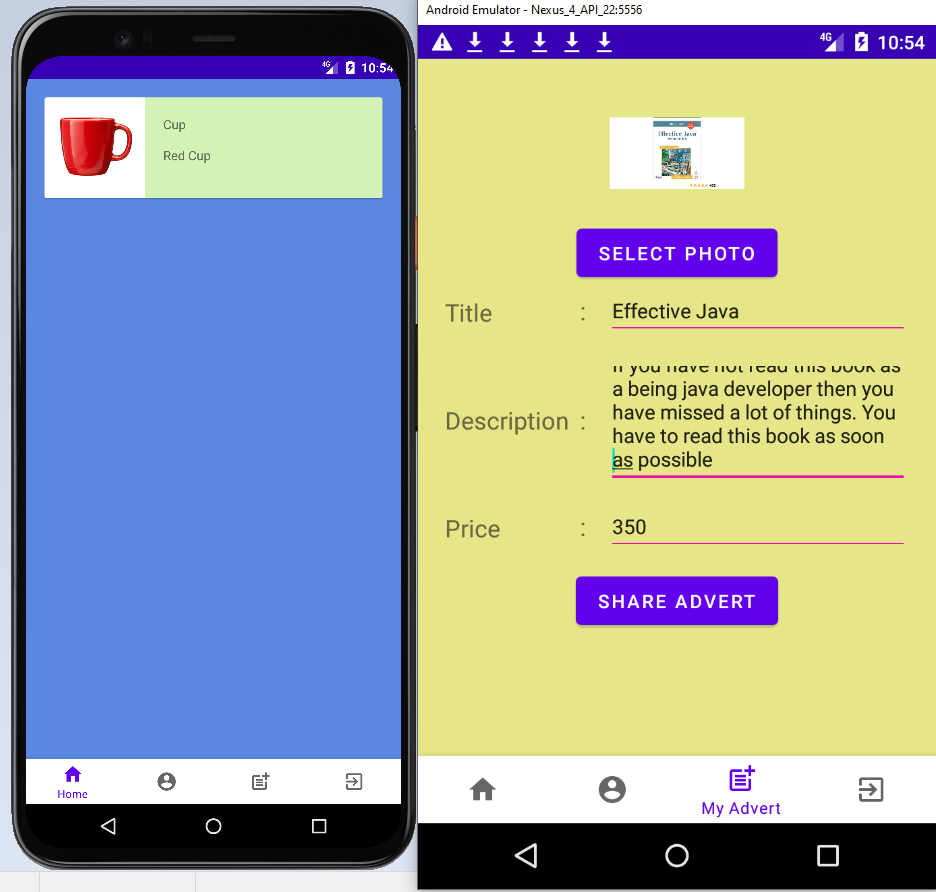 4G 10:54
Cup
Red Cup
Home
Android Emulator - Nexus_4_API_22:5556
4G 10:54
Effective Java
SELECT PHOTO
Title : Effective Java
If you have not read this book as
a being java developer then you
have missed a lot of things. You
Description :
have to read this book as soon
as possible
Price : 350
SHARE ADVERT
My Advert